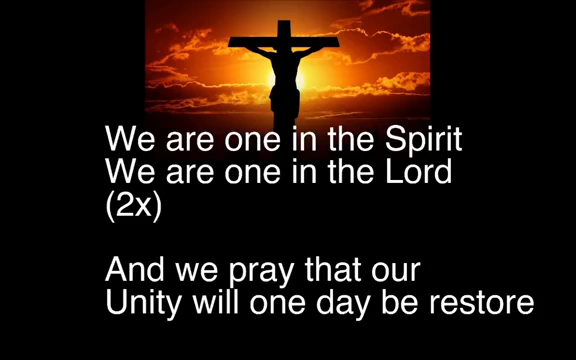 We are one in the Spirit
We are one in the Lord
(2x)
And we pray that our
Unity will one day be restore